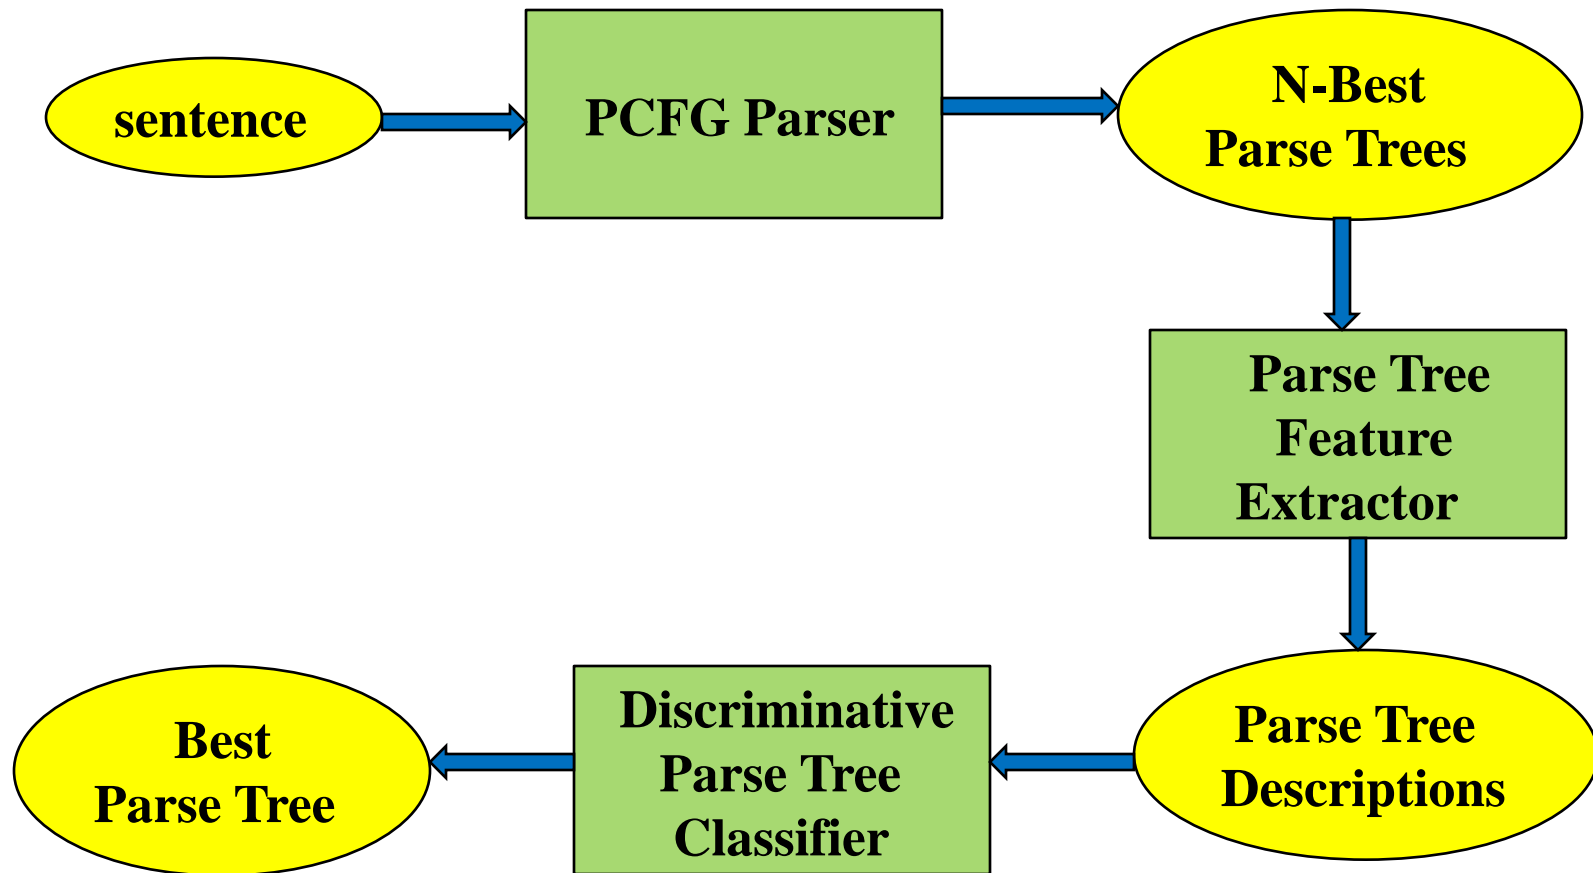 sentence
PCFG Parser
N-Best
Parse Trees
Parse Tree
Feature
Extractor
Parse Tree
Descriptions
Discriminative
Parse Tree
Classifier
Best
Parse Tree